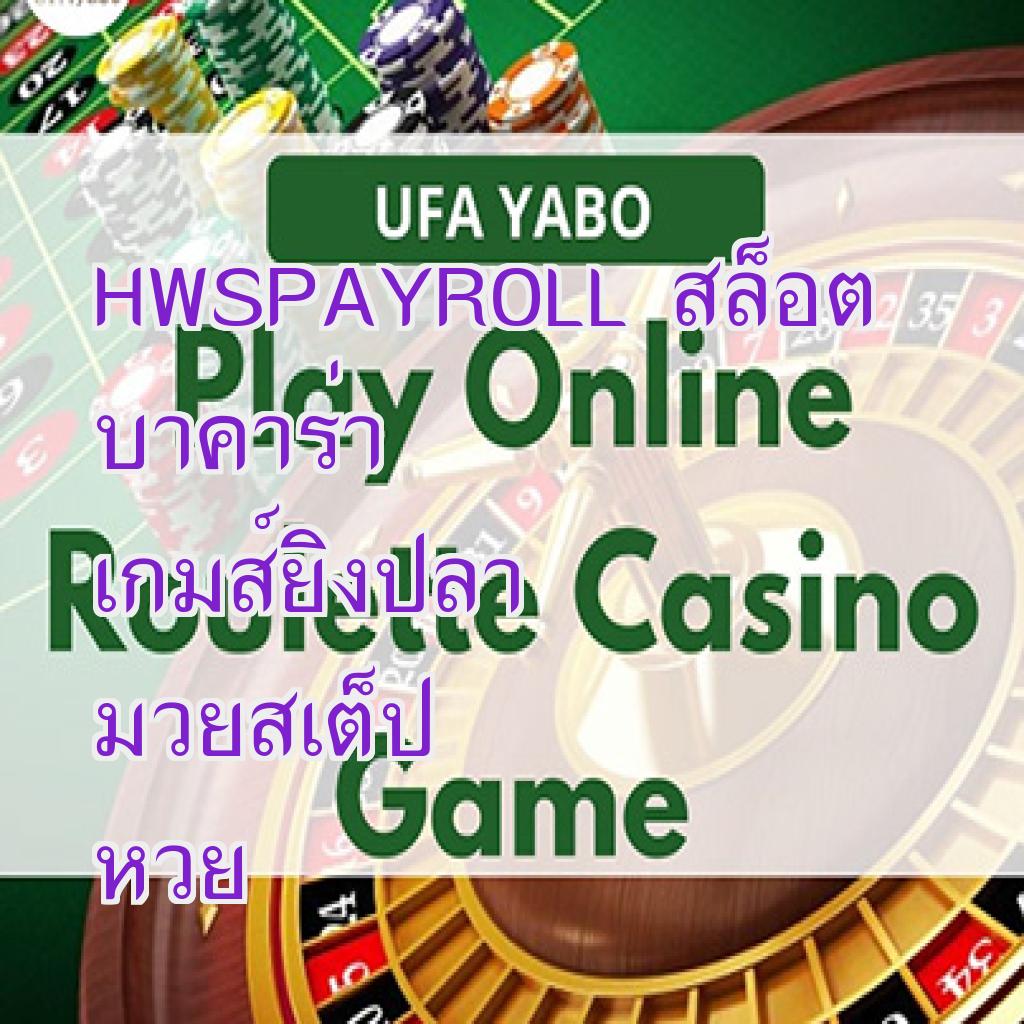 UFA YABO
HWSPAYROLL สล็อต
Play Online
บาคาร่า
เกมส์ยิงปลา
Roulette Casino
มวยสเต็ป
Game
หวย